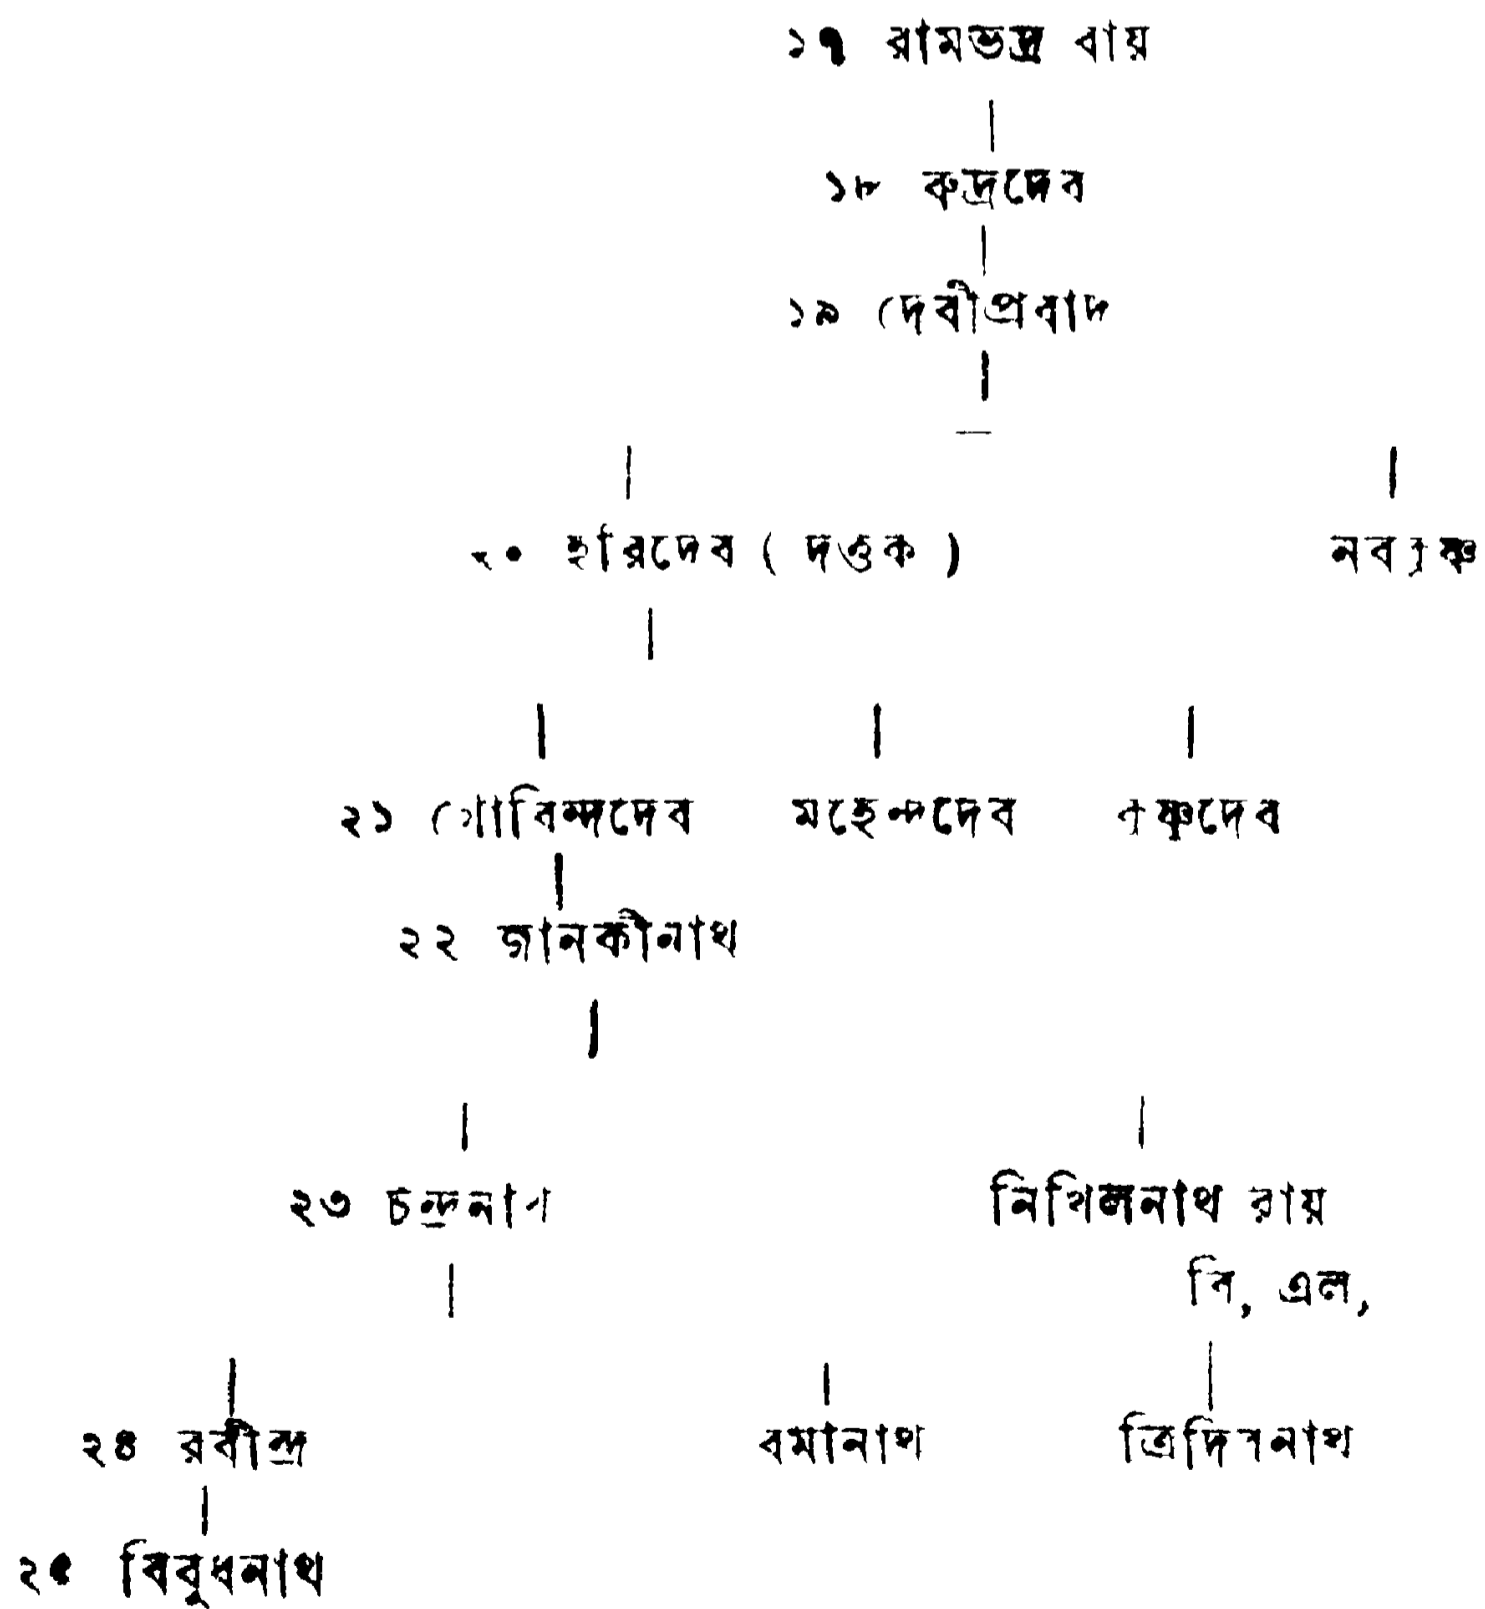 ১৭ রামভদ্র রায়
১৮ রুদ্রদেব
১৯ দেবীপ্রসাদ
২০ হরিদেব ( দত্তক ) নবকৃষ্ণ
২১ গোবিন্দদেব মহেন্দ্রদেব কৃষ্ণদেব
২২ জানকীনাথ
২৩ চন্দ্রনাথ নিখিলনাথ রায়
বি, এল,
২৪ রবীন্দ্র রমানাথ ত্রিদিবনাথ
২৫ বিবুধনাথ